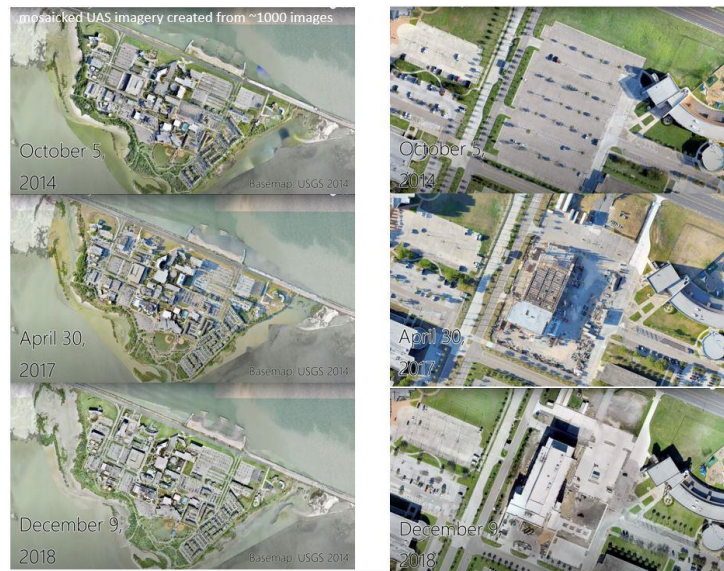 mosaicked UAS imagery created from ~1000 images
October 5,
2014
Basemap: USGS 2014
October 5,
2014
April 30,
2017
Basemap: USGS 2014
April 30,
2017
December 9,
2018
Basemap: USGS 2014
December 9,
2018